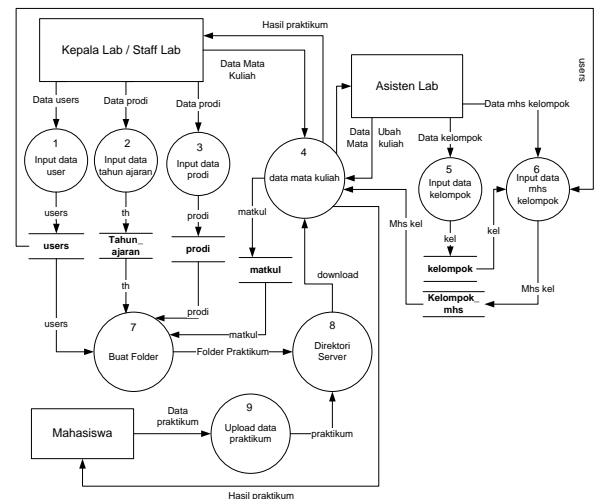 Hasil praktikum
Kepala Lab / Staff Lab
Data Mata
Kuliah
Asisten Lab
users
Data users
Data prodi
Data prodi
Data mhs kelompok
Data
Mata
Ubah
kuliah
Data kelompok
1
Input data
user
2
Input data
tahun ajaran
3
Input data
prodi
4
data mata kuliah
5
Input data
kelompok
6
Input data
mhs
kelompok
users
th
prodi
matkul
Mhs kel
kel
kel
users
Tahun_
ajaran
prodi
matkul
kelompok
Kelompok_
mhs
Mhs kel
download
users
th
prodi
matkul
7
Buat Folder
Folder Praktikum
8
Direktori
Server
Mahasiswa
Data
praktikum
9
Upload data
praktikum
praktikum
Hasil praktikum